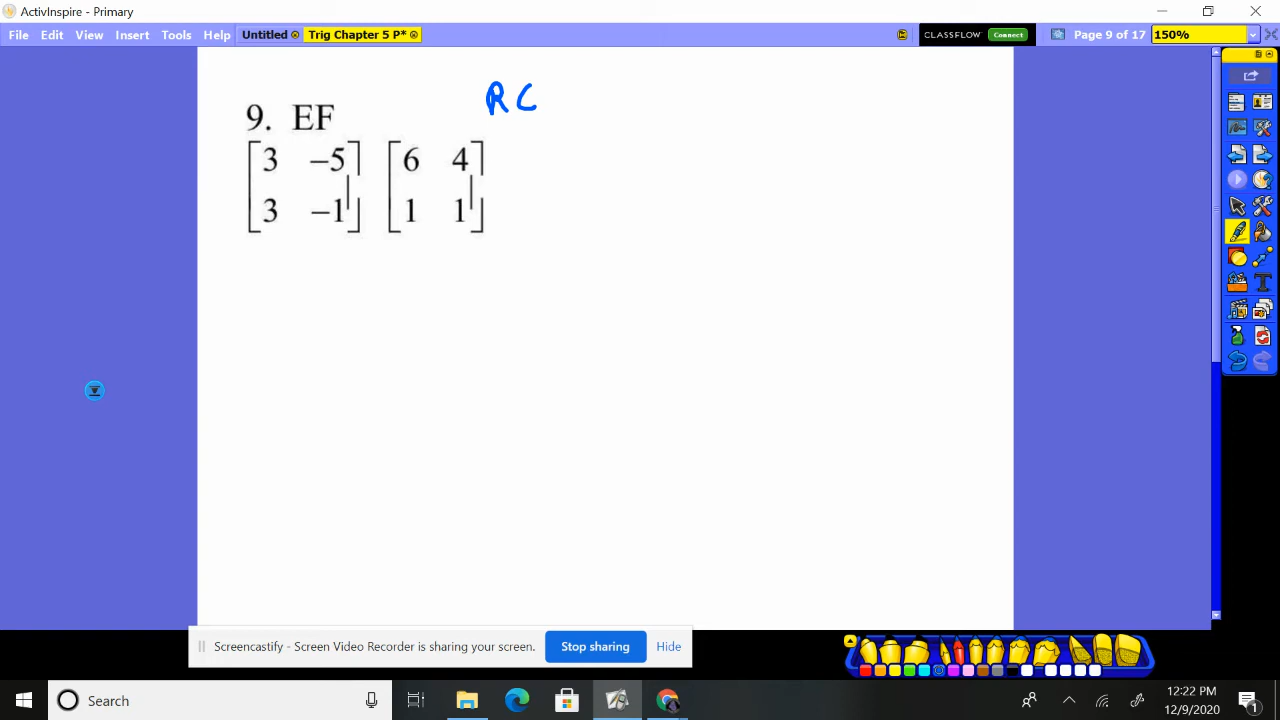 ActivInspire - Primary
File Edit View Insert Tools Help Untitled Trig Chapter 5 P* CLASSFLOW Connect Page 9 of 17 150%
R C
9. EF
3 -5 6 4
3 -1 1 1
Screencastify - Screen Video Recorder is sharing your screen. Stop sharing Hide
Search 12:22 PM
12/9/2020 1